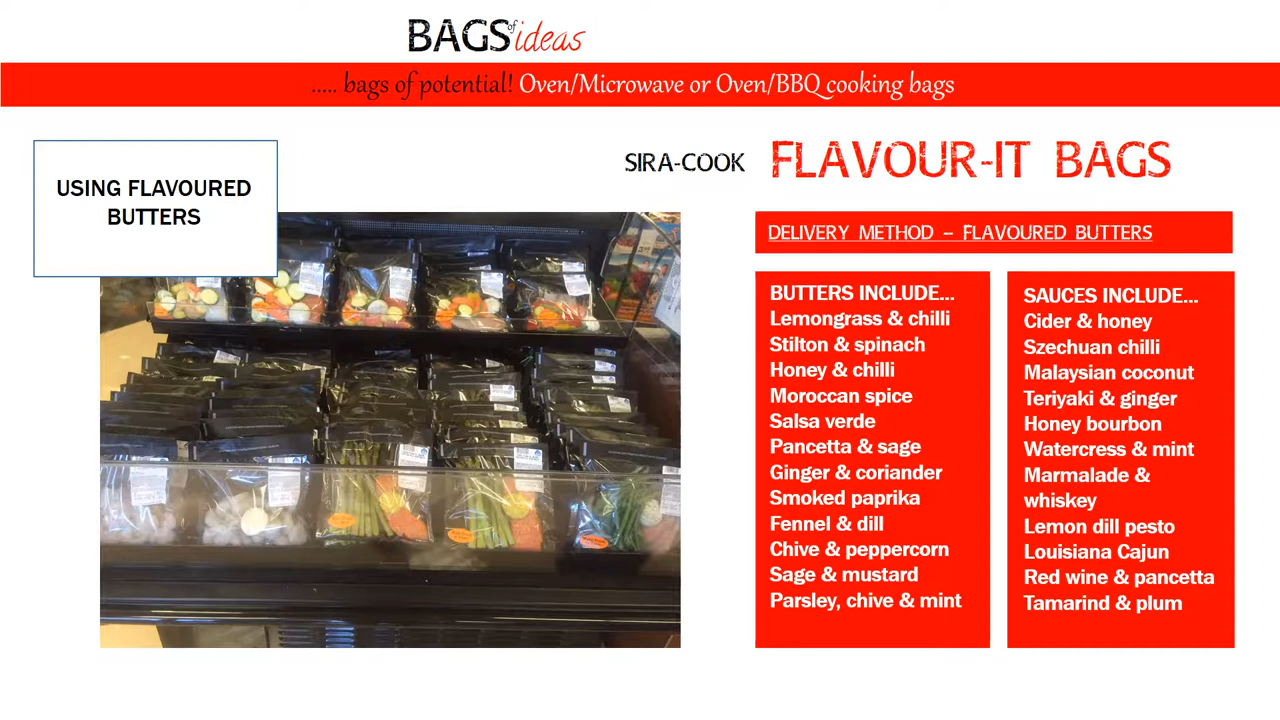 BAGS of ideas
..... bags of potential! Oven/Microwave or Oven/BBQ cooking bags
USING FLAVOURED
BUTTERS
SIRA-COOK FLAVOUR-IT BAGS
DELIVERY METHOD – FLAVOURED BUTTERS
BUTTERS INCLUDE...
Lemongrass & chilli
Stilton & spinach
Honey & chilli
Moroccan spice
Salsa verde
Pancetta & sage
Ginger & coriander
Smoked paprika
Fennel & dill
Chive & peppercorn
Sage & mustard
Parsley, chive & mint
SAUCES INCLUDE...
Cider & honey
Szechuan chilli
Malaysian coconut
Teriyaki & ginger
Honey bourbon
Watercress & mint
Marmalade &
whiskey
Lemon dill pesto
Louisiana Cajun
Red wine & pancetta
Tamarind & plum